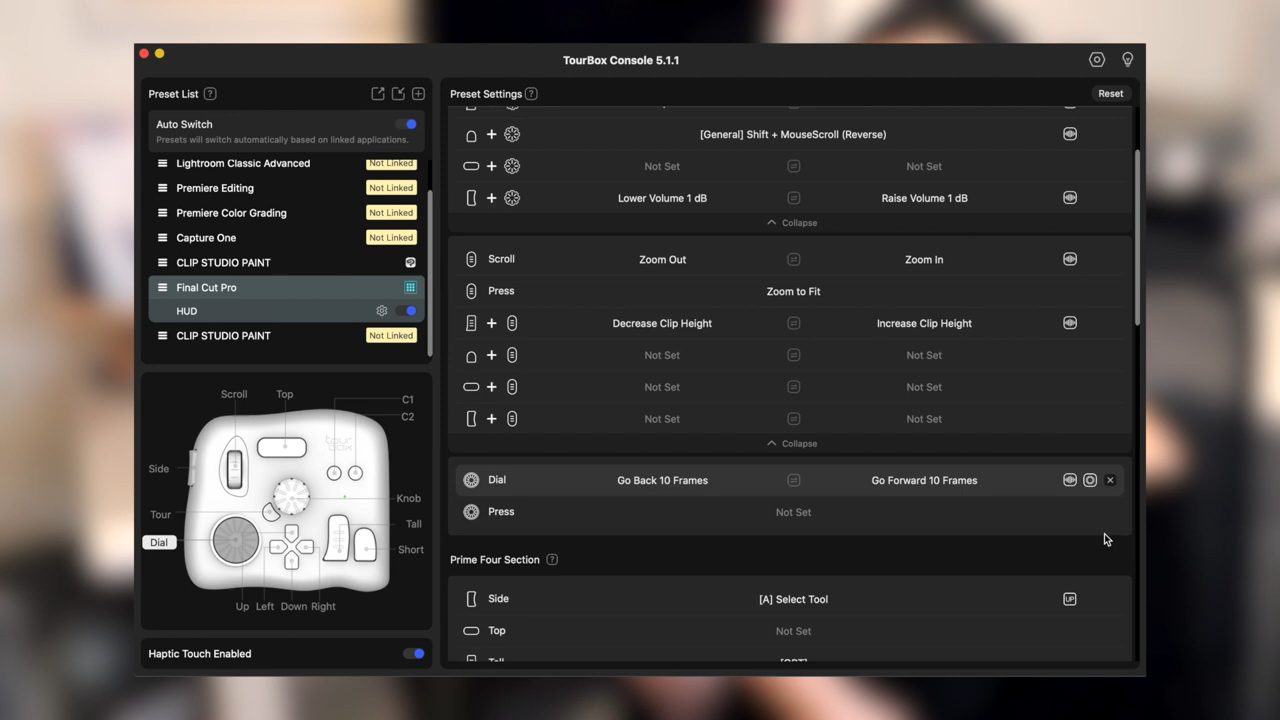 TourBox Console 5.1.1
Preset List ?
Auto Switch
Presets will switch automatically based on linked applications.
Lightroom Classic Advanced Not Linked
Premiere Editing Not Linked
Premiere Color Grading Not Linked
Capture One Not Linked
CLIP STUDIO PAINT
Final Cut Pro
HUD
CLIP STUDIO PAINT Not Linked
Scroll Top C1
C2
Side
tour box
Knob
Tour
Tall
Dial
Short
Up Left Down Right
Haptic Touch Enabled
Preset Settings ? Reset
+ [General] Shift + MouseScroll (Reverse)
+ Not Set Not Set
+ Lower Volume 1 dB Raise Volume 1 dB
Collapse
Scroll Zoom Out Zoom In
Press Zoom to Fit
+ Decrease Clip Height Increase Clip Height
+ Not Set Not Set
+ Not Set Not Set
+ Not Set Not Set
Collapse
Dial Go Back 10 Frames Go Forward 10 Frames
Press Not Set
Prime Four Section ?
Side [A] Select Tool UP
Top Not Set
Tall [OPT]